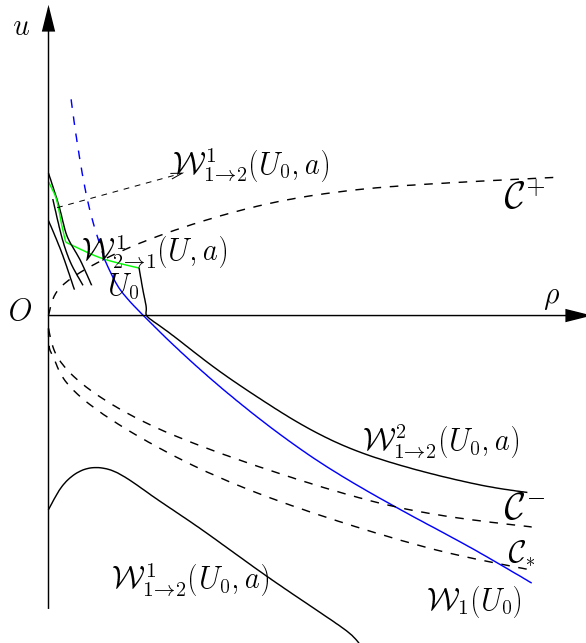 u
𝒲¹₁→₂(U₀, a)
𝒞⁺
𝒲¹₂→₁(U, a)
U₀
O
ρ
𝒲²₁→₂(U₀, a)
𝒞⁻
𝒞₎
𝒲¹₁→₂(U₀, a)
𝒲₁(U₀)